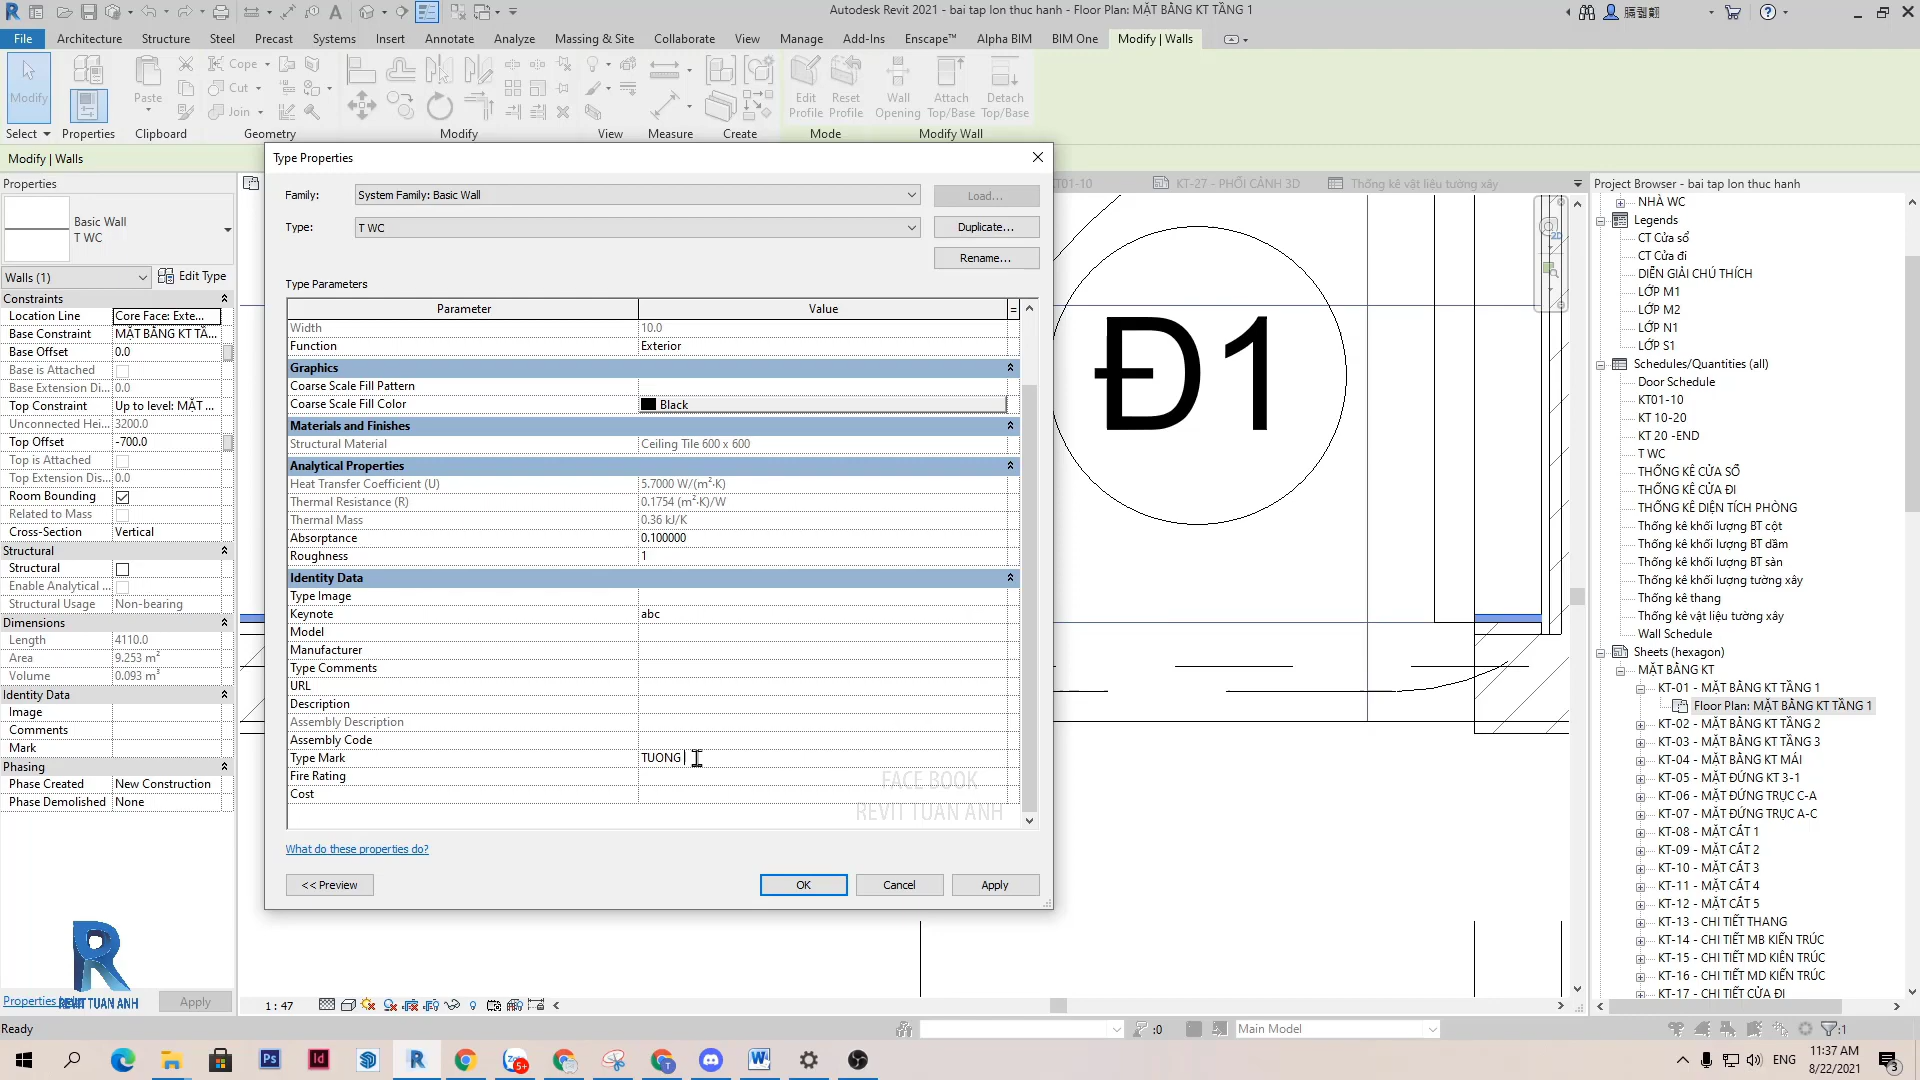 Autodesk Revit 2021 - bai tap lon thuc hanh - Floor Plan: MẶT BẰNG KT TẦNG 1
File Architecture Structure Steel Precast Systems Insert Annotate Analyze Massing & Site Collaborate View Manage Add-Ins Enscape™ Alpha BIM BIM One Modify | Walls
Modify Paste Cope Cut Join
Edit Profile Reset Profile Wall Opening Attach Top/Base Detach Top/Base
Select Properties Clipboard Geometry Modify View Measure Create Mode Modify Wall
Modify | Walls
Properties
Basic Wall
T WC
Walls (1) Edit Type
Constraints
Location Line Core Face: Exte...
Base Constraint MẶT BẰNG KT TẦ...
Base Offset 0.0
Base is Attached
Base Extension Di... 0.0
Top Constraint Up to level: MẶT ...
Unconnected Hei... 3200.0
Top Offset -700.0
Top is Attached
Top Extension Dis... 0.0
Room Bounding
Related to Mass
Cross-Section Vertical
Structural
Structural
Enable Analytical ...
Structural Usage Non-bearing
Dimensions
Length 4110.0
Area 9.253 m²
Volume 0.093 m³
Identity Data
Image
Comments
Mark
Phasing
Phase Created New Construction
Phase Demolished None
REVIT TUAN ANH
Apply
Type Properties
Family: System Family: Basic Wall Load...
Type: T WC Duplicate...
Rename...
Type Parameters
Parameter Value =
Width 10.0
Function Exterior
Graphics
Coarse Scale Fill Pattern
Coarse Scale Fill Color Black
Materials and Finishes
Structural Material Ceiling Tile 600 x 600
Analytical Properties
Heat Transfer Coefficient (U) 5.7000 W/(m²·K)
Thermal Resistance (R) 0.1754 (m²·K)/W
Thermal Mass 0.36 kJ/K
Absorptance 0.100000
Roughness 1
Identity Data
Type Image
Keynote abc
Model
Manufacturer
Type Comments
URL
Description
Assembly Description
Assembly Code
Type Mark TUONG
Fire Rating
Cost
FACE BOOK
REVIT TUAN ANH
What do these properties do?
<< Preview OK Cancel Apply
KT-27 - PHỐI CẢNH 3D Thống kê vật liệu tường xây
Đ1
2D
1 : 47
Project Browser - bai tap lon thuc hanh
NHÀ WC
Legends
CT Cửa sổ
CT Cửa đi
DIỄN GIẢI CHÚ THÍCH
LỚP M1
LỚP M2
LỚP N1
LỚP S1
Schedules/Quantities (all)
Door Schedule
KT01-10
KT 10-20
KT 20 -END
T WC
THỐNG KÊ CỬA SỔ
THỐNG KÊ CỬA ĐI
THỐNG KÊ DIỆN TÍCH PHÒNG
Thống kê khối lượng BT cột
Thống kê khối lượng BT dầm
Thống kê khối lượng BT sàn
Thống kê khối lượng tường xây
Thống kê thang
Thống kê vật liệu tường xây
Wall Schedule
Sheets (hexagon)
MẶT BẰNG KT
KT-01 - MẶT BẰNG KT TẦNG 1
Floor Plan: MẶT BẰNG KT TẦNG 1
KT-02 - MẶT BẰNG KT TẦNG 2
KT-03 - MẶT BẰNG KT TẦNG 3
KT-04 - MẶT BẰNG KT MÁI
KT-05 - MẶT ĐỨNG KT 3-1
KT-06 - MẶT ĐỨNG TRỤC C-A
KT-07 - MẶT ĐỨNG TRỤC A-C
KT-08 - MẶT CẮT 1
KT-09 - MẶT CẮT 2
KT-10 - MẶT CẮT 3
KT-11 - MẶT CẮT 4
KT-12 - MẶT CẮT 5
KT-13 - CHI TIẾT THANG
KT-14 - CHI TIẾT MB KIẾN TRÚC
KT-15 - CHI TIẾT MD KIẾN TRÚC
KT-16 - CHI TIẾT MD KIẾN TRÚC
KT-17 - CHI TIẾT CỬA ĐI
Ready :0 Main Model :1
ENG 11:37 AM
8/22/2021